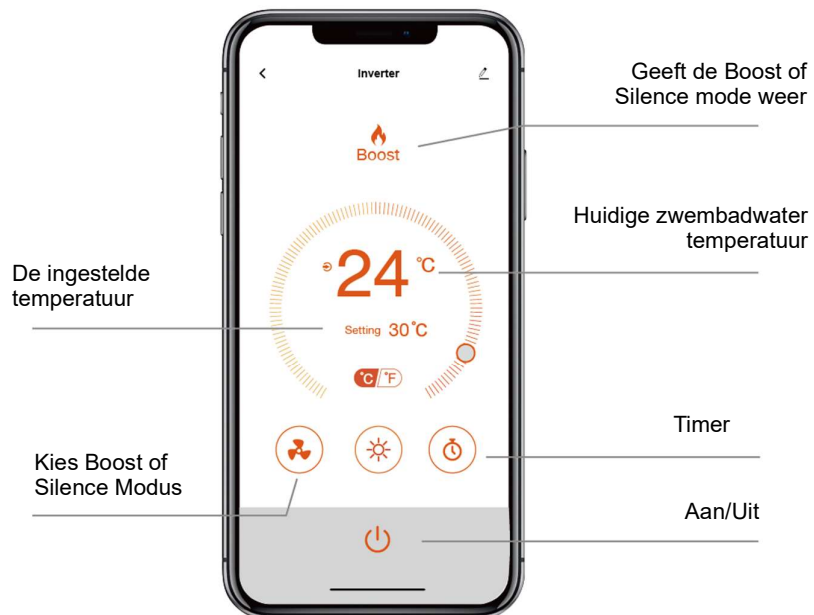 Inverter
Geeft de Boost of
Silence mode weer
Boost
Huidige zwembadwater
temperatuur
De ingestelde
temperatuur
24 °C
Setting 30°C
°C/°F
Timer
Kies Boost of
Silence Modus
Aan/Uit